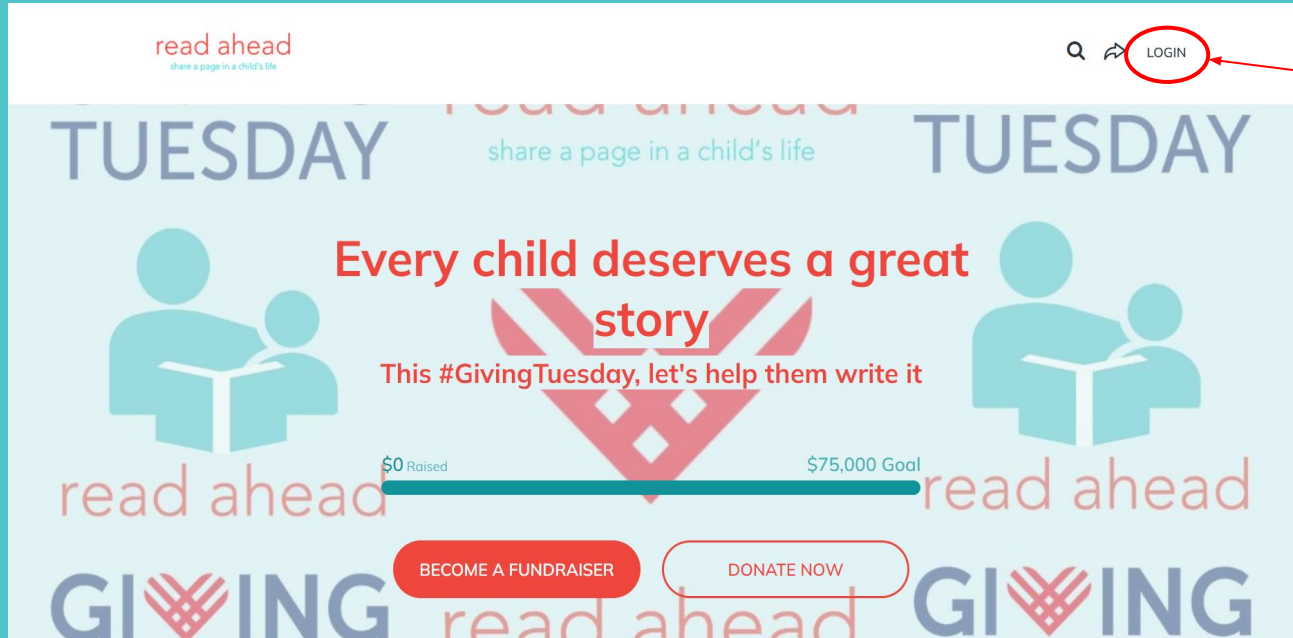 read ahead
share a page in a child's life
LOGIN
read ahead
TUESDAY
share a page in a child's life
TUESDAY
Every child deserves a great
story
This #GivingTuesday, let's help them write it
$0 Raised
$75,000 Goal
read ahead
read ahead
BECOME A FUNDRAISER
DONATE NOW
GIVING
read ahead
GIVING